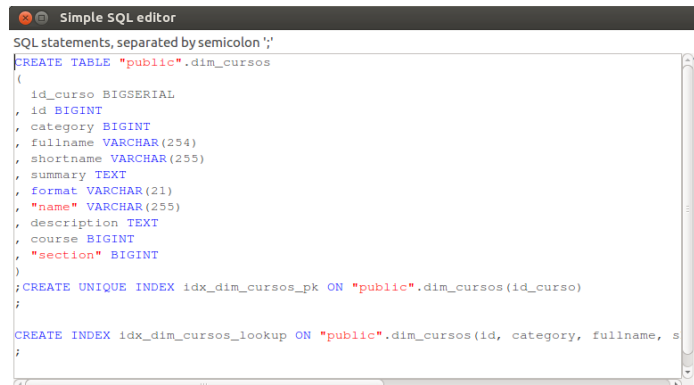 Simple SQL editor
SQL statements, separated by semicolon ';'
CREATE TABLE "public".dim_cursos
(
  id_curso BIGSERIAL
, id BIGINT
, category BIGINT
, fullname VARCHAR(254)
, shortname VARCHAR(255)
, summary TEXT
, format VARCHAR(21)
, "name" VARCHAR(255)
, description TEXT
, course BIGINT
, "section" BIGINT
)
;CREATE UNIQUE INDEX idx_dim_cursos_pk ON "public".dim_cursos(id_curso)
;
CREATE INDEX idx_dim_cursos_lookup ON "public".dim_cursos(id, category, fullname, s
;